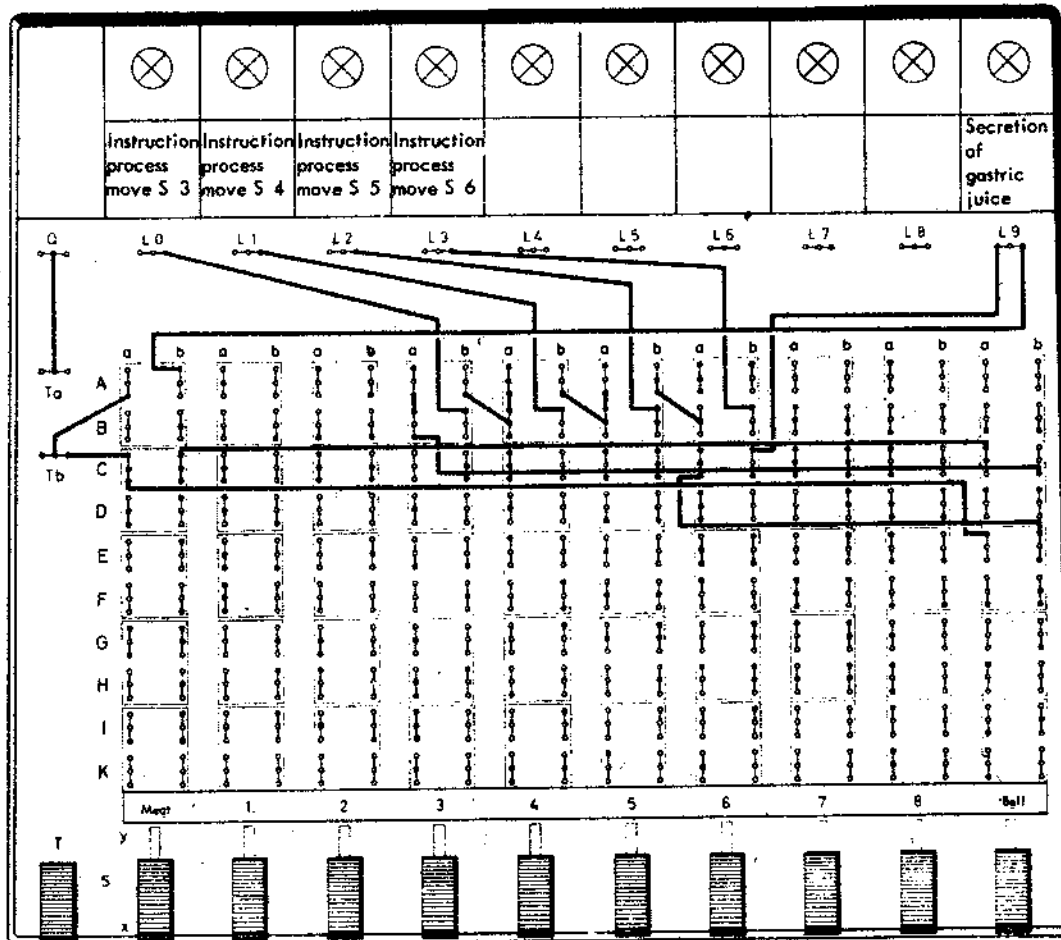 Instruction Instruction Instruction Instruction Secretion
process process process process of
move S 3 move S 4 move S 5 move S 6 gastric
juice
Q L 0 L 1 L 2 L 3 L 4 L 5 L 6 L 7 L 8 L 9
a b a b a b a b a b a b a b a b a b a b
A
Ta
B
Tb C
D
E
F
G
H
I
K
Meat 1 2 3 4 5 6 7 8 Bell
T y
S
x